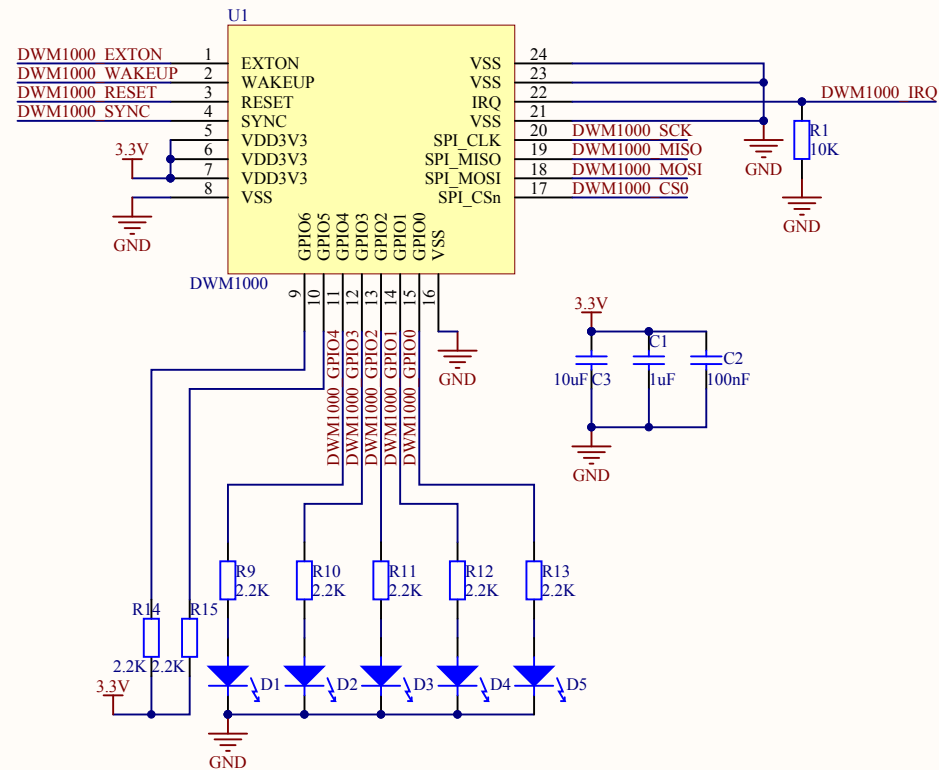 U1
DWM1000_EXTON 1 EXTON VSS 24
DWM1000_WAKEUP 2 WAKEUP VSS 23
DWM1000_RESET 3 RESET IRQ 22 DWM1000_IRQ
DWM1000_SYNC 4 SYNC VSS 21
5 VDD3V3 SPI_CLK 20 DWM1000_SCK
3.3V 6 VDD3V3 SPI_MISO 19 DWM1000_MISO
7 VDD3V3 SPI_MOSI 18 DWM1000_MOSI
8 VSS SPI_CSn 17 DWM1000_CS0
R1
10K
GND
GND
GND
GPIO6
GPIO5
GPIO4
GPIO3
GPIO2
GPIO1
GPIO0
VSS
DWM1000
9
10
11
12
13
14
15
16
DWM1000_GPIO4
DWM1000_GPIO3
DWM1000_GPIO2
DWM1000_GPIO1
DWM1000_GPIO0
GND
3.3V
C1
C2
10uF C3
1uF
100nF
GND
R9
2.2K
R10
2.2K
R11
2.2K
R12
2.2K
R13
2.2K
R14
R15
2.2K
2.2K
3.3V
D1
D2
D3
D4
D5
GND